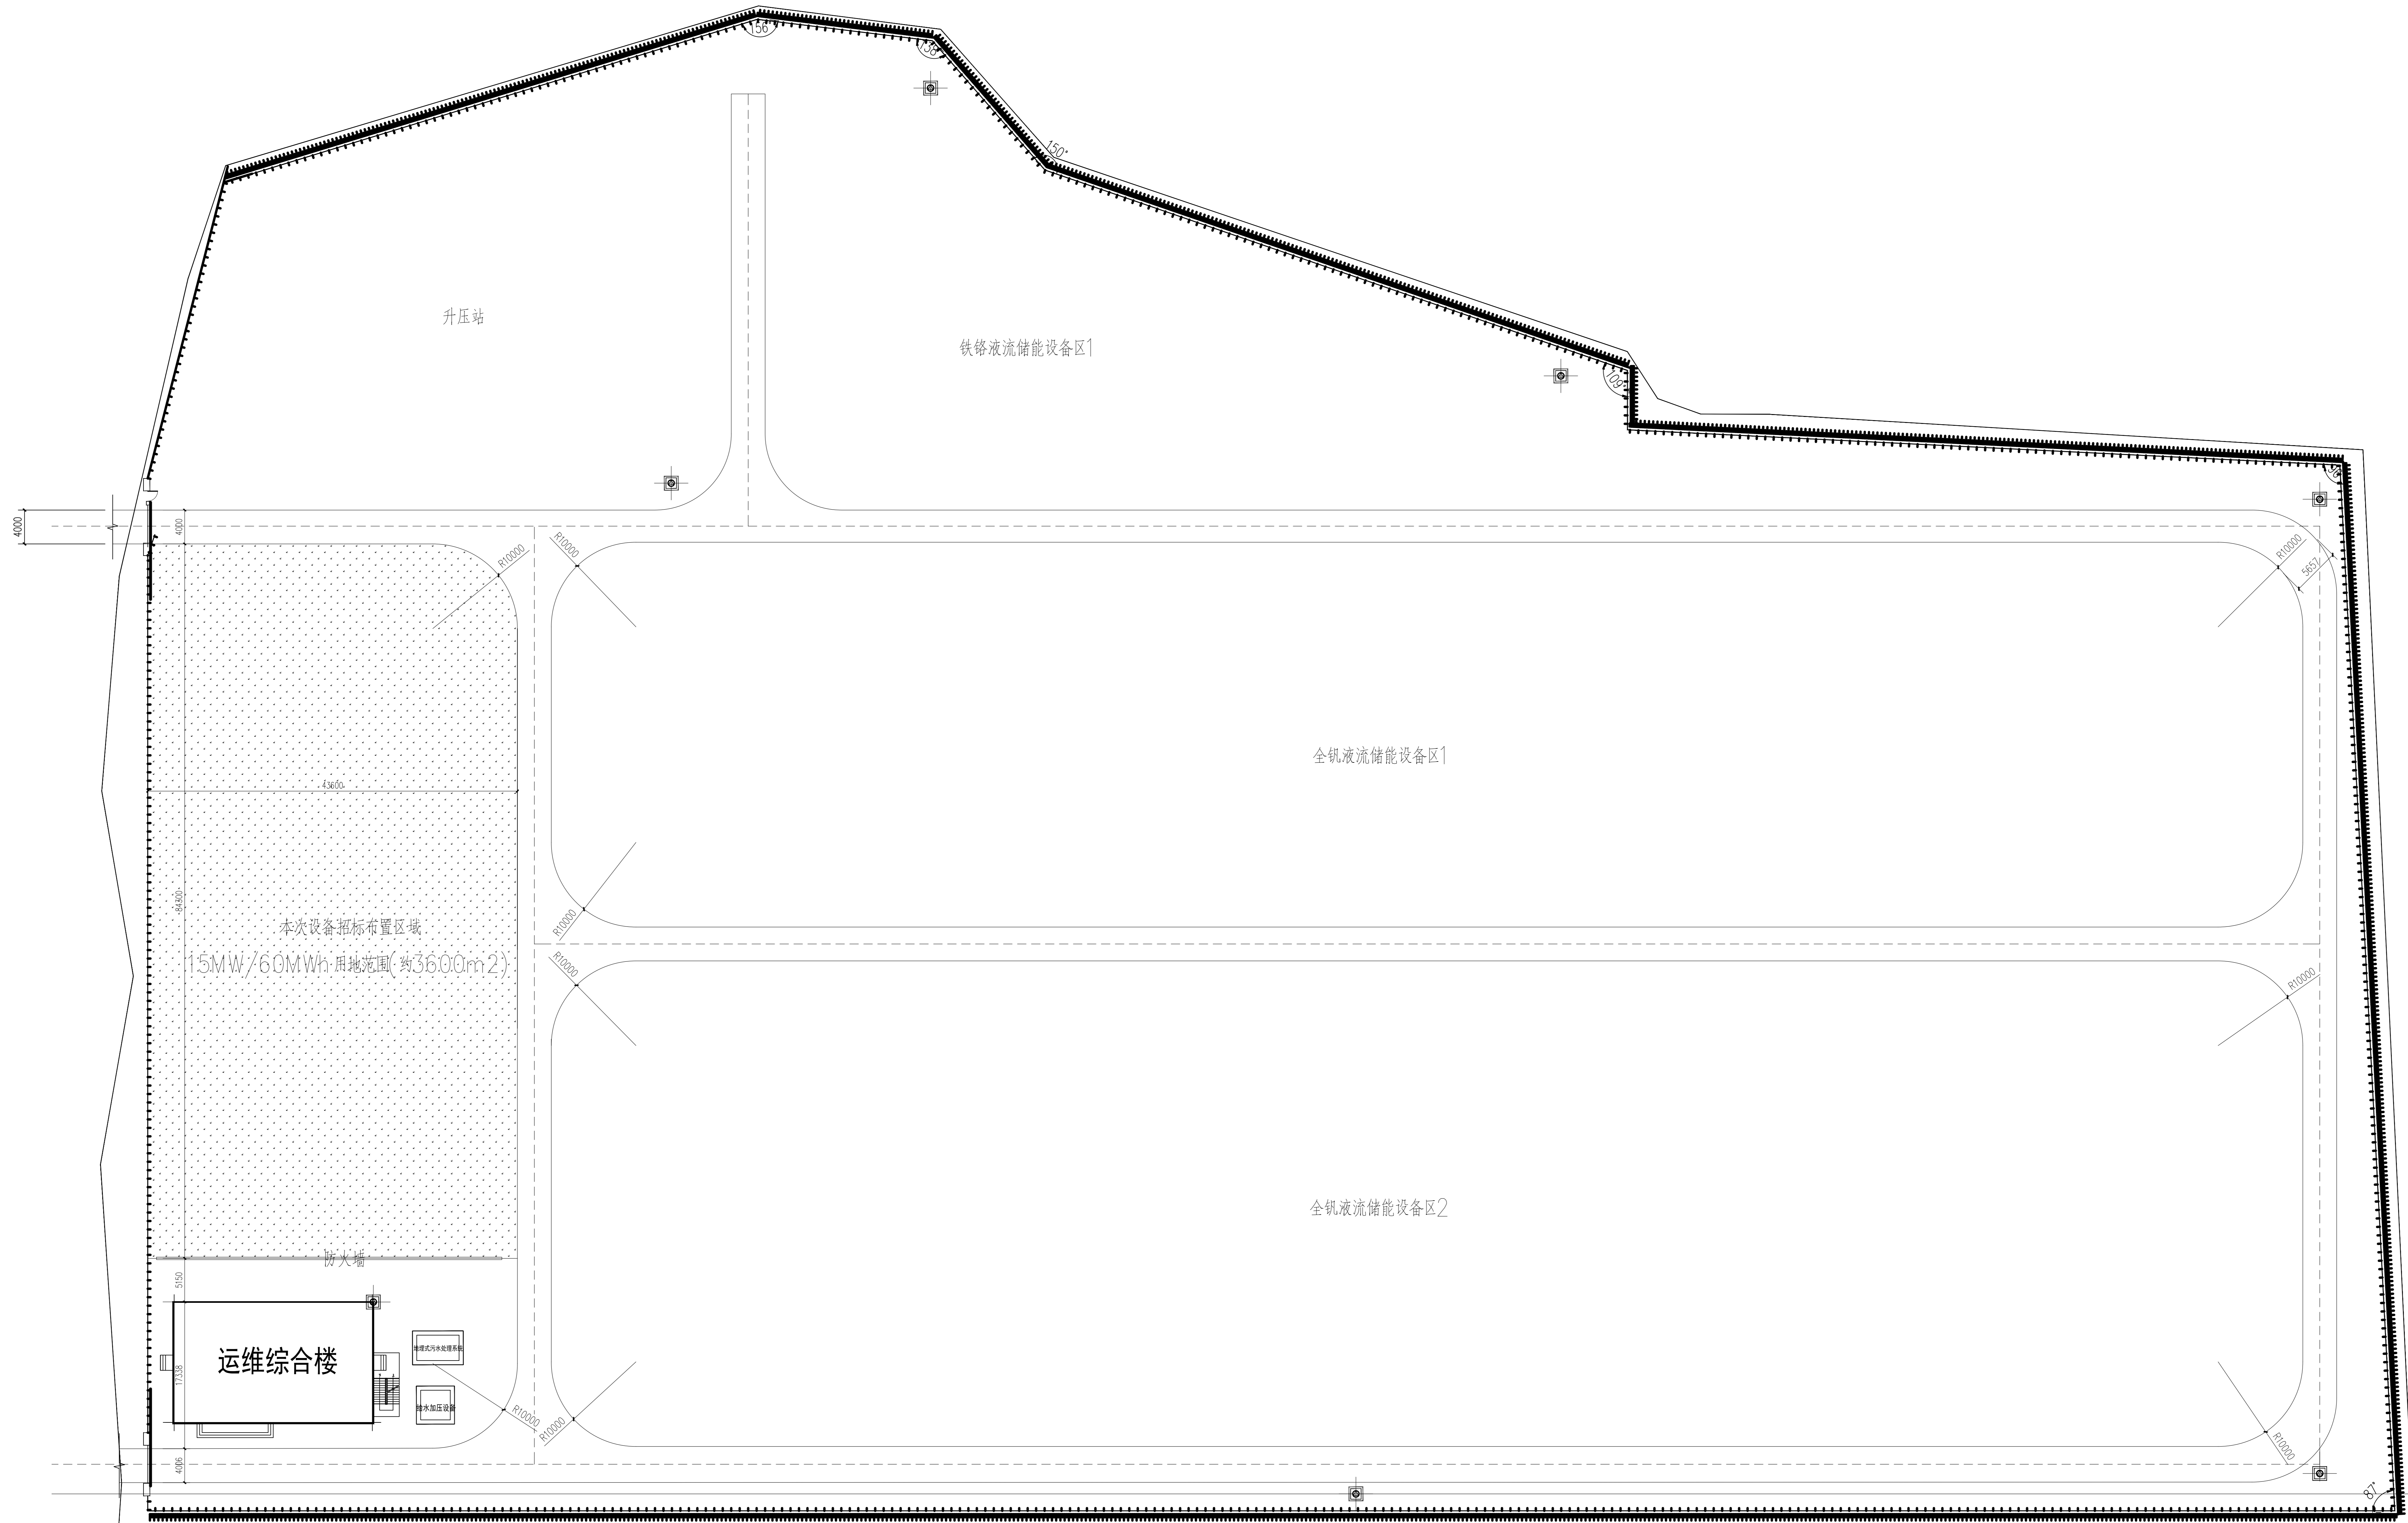 156°
138°
150°
升压站
铁铬液流储能设备区1
109°
4000
4000
R10000
R10000
R10000
5657
全钒液流储能设备区1
43600
84300
R10000
本次设备招标布置区域
15MW/60MWh 用地范围(约3600m2)
R10000
R10000
全钒液流储能设备区2
防火墙
5150
运维综合楼
17338
地埋式污水处理系统
给水加压设备
R10000
R10000
R10000
4006
87°